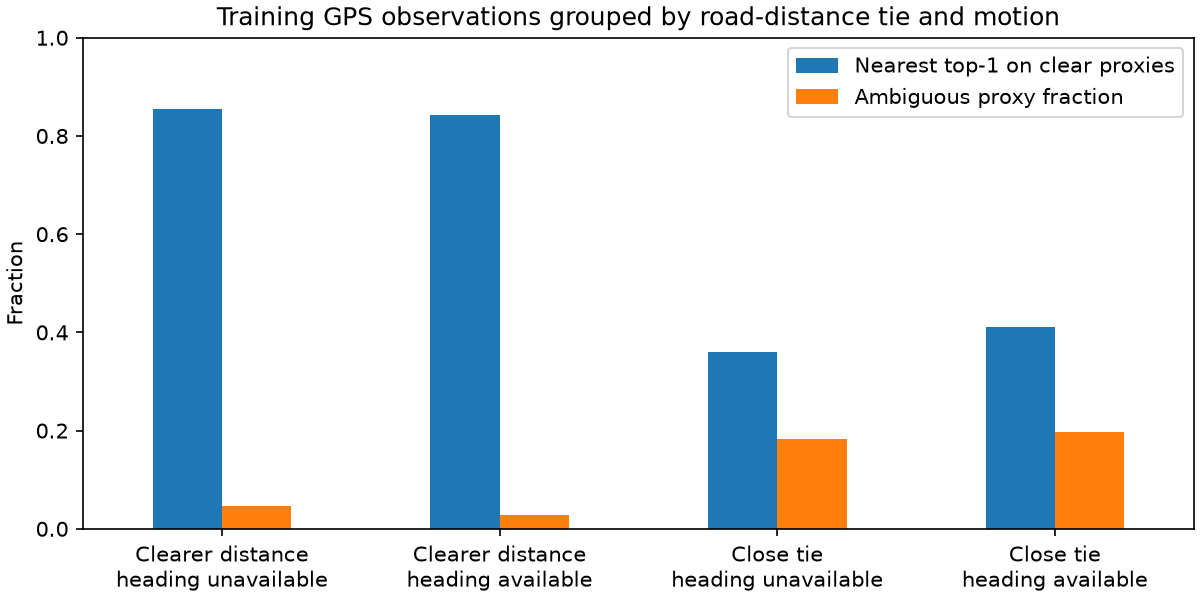 Training GPS observations grouped by road-distance tie and motion
Nearest top-1 on clear proxies
Ambiguous proxy fraction
Fraction
1.0
0.8
0.6
0.4
0.2
0.0
Clearer distance
heading unavailable
Clearer distance
heading available
Close tie
heading unavailable
Close tie
heading available